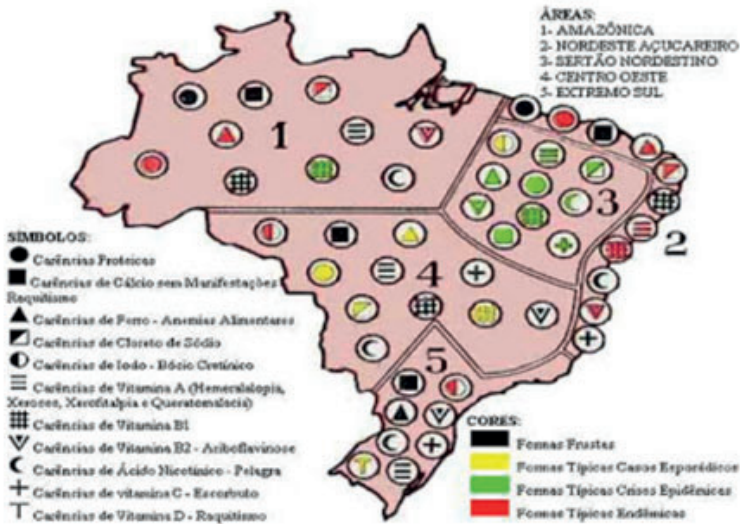 ÁREAS:
1- AMAZÔNICA
2- NORDESTE AÇUCAREIRO
3- SERTÃO NORDESTINO
4- CENTRO OESTE
5- EXTREMO SUL
1
3
2
4
5
SÍMBOLOS:
Carências Proteicas
Carências de Cálcio sem Manifestações
Raquitismo
Carências de Ferro - Anemias Alimentares
Carências de Cloreto de Sódio
Carências de Iodo - Bócio Cretínico
Carências de Vitamina A (Hemeralalopia,
Xeroses, Xerofitalpia e Queratomalacia)
Carências de Vitamina B1
Carências de Vitamina B2 - Ariboflavinose
Carências de Ácido Nicotínico - Pelagra
Carências de vitamina C - Escorbuto
Carências de Vitamina D - Raquitismo
CORES:
Formas Frustas
Formas Típicas Casos Esporádicos
Formas Típicas Crises Epidêmicas
Formas Típicas Endêmicas